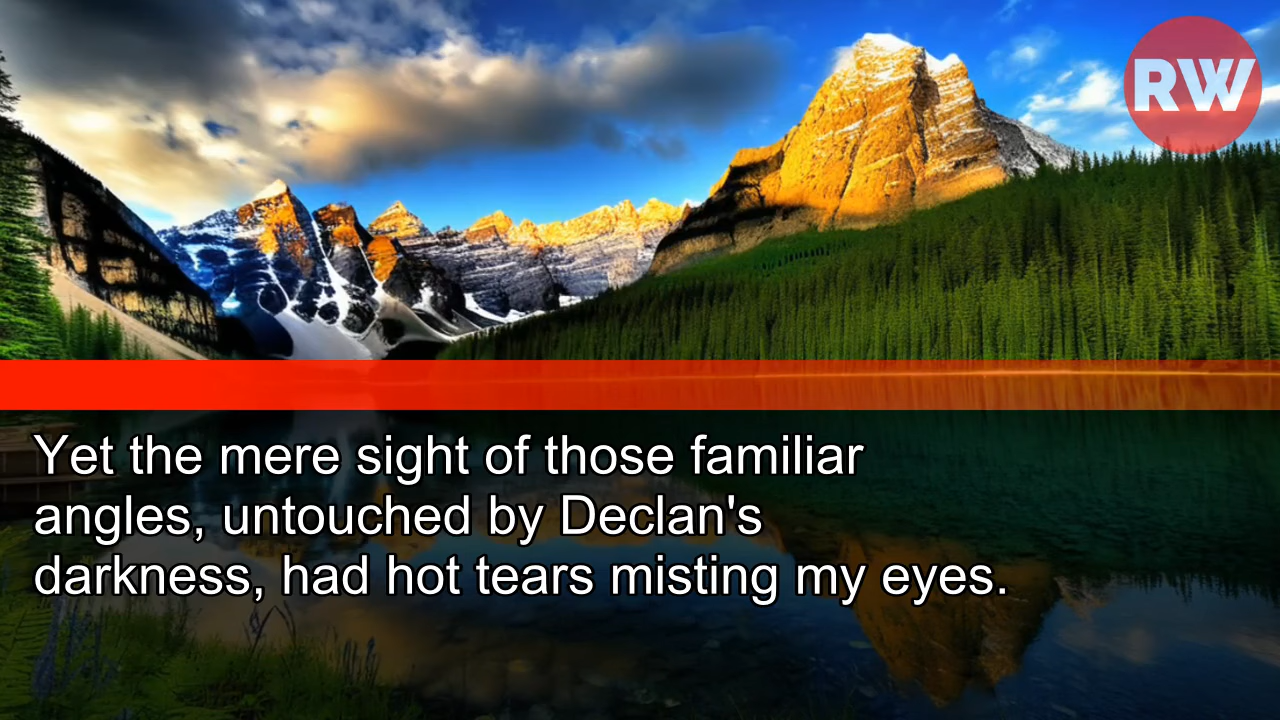 RW
Yet the mere sight of those familiar
angles, untouched by Declan's
darkness, had hot tears misting my eyes.